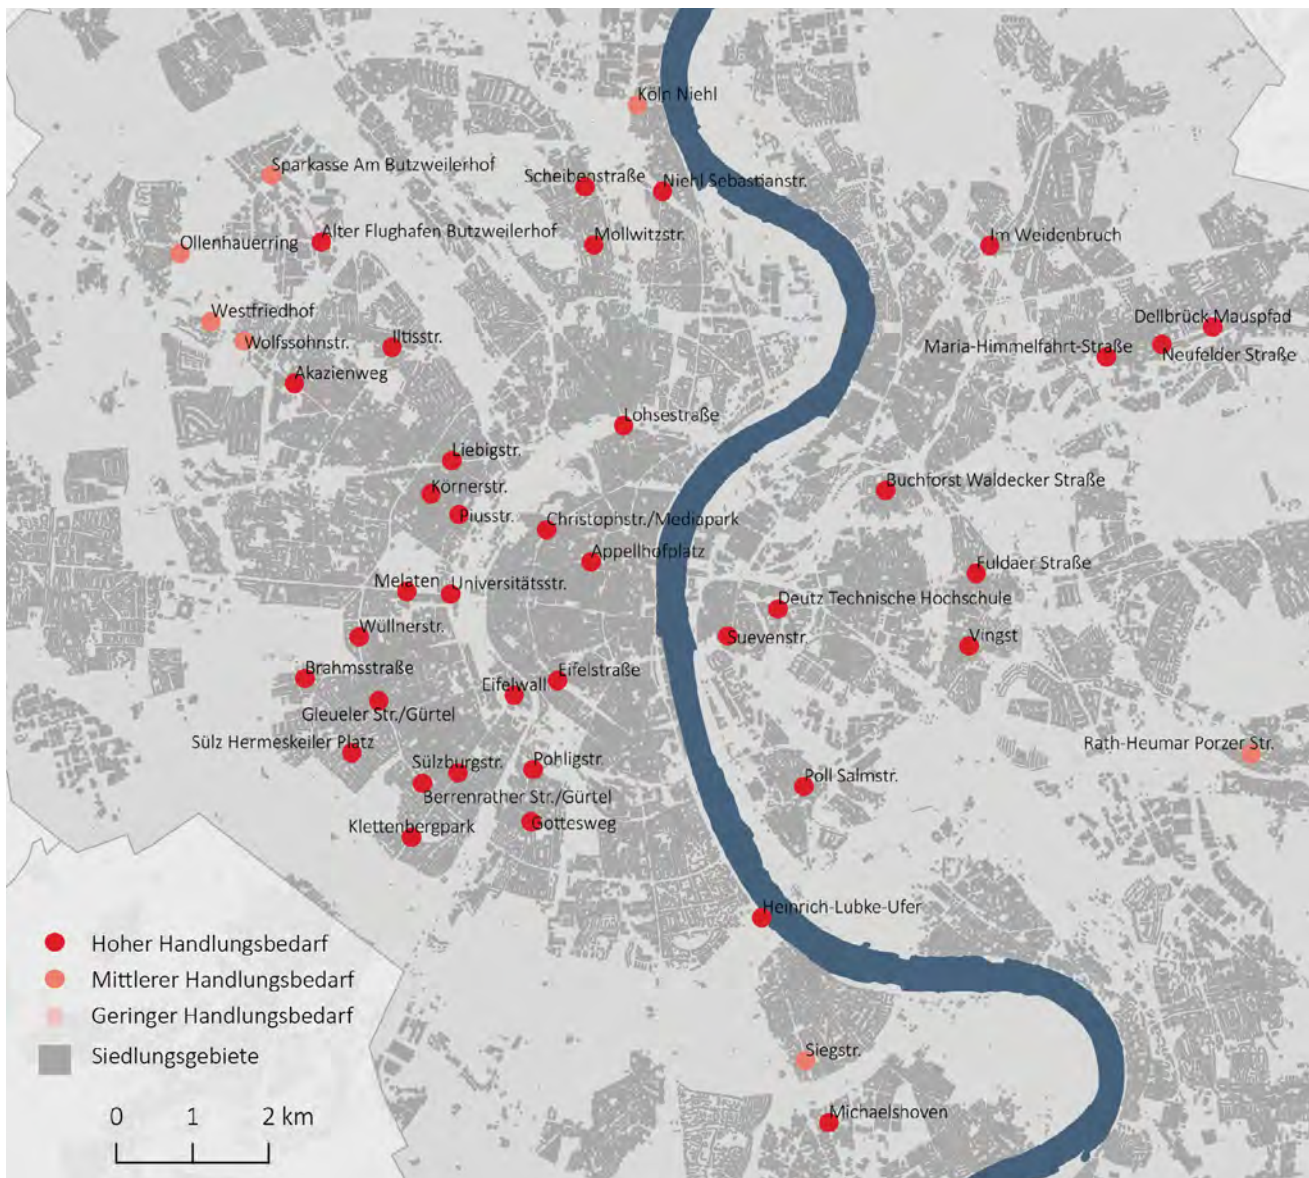 Köln Niehl
Sparkasse Am Butzweilerhof
Scheibenstraße
Niehl Sebastianstr.
Ollenhauerring
Alter Flughafen Butzweilerhof
Mollwitzstr.
Im Weidenbruch
Westfriedhof
Wolfssohnstr.
Iltisstr.
Dellbrück Mauspfad
Maria-Himmelfahrt-Straße
Neufelder Straße
Akazienweg
Lohsestraße
Liebigstr.
Körnerstr.
Buchforst Waldecker Straße
Piusstr.
Christophstr./Mediapark
Appellhofplatz
Fuldaer Straße
Melaten
Universitätsstr.
Deutz Technische Hochschule
Wüllnerstr.
Suevenstr.
Vingst
Brahmsstraße
Eifelstraße
Eifelwall
Gleueler Str./Gürtel
Sülz Hermeskeiler Platz
Rath-Heumar Porzer Str.
Sülzburgstr.
Pohligstr.
Poll Salmstr.
Berrenrather Str./Gürtel
Klettenbergpark
Gottesweg
Heinrich-Lübke-Ufer
Hoher Handlungsbedarf
Mittlerer Handlungsbedarf
Geringer Handlungsbedarf
Siedlungsgebiete
Siegstr.
Michaelshoven
0 1 2 km